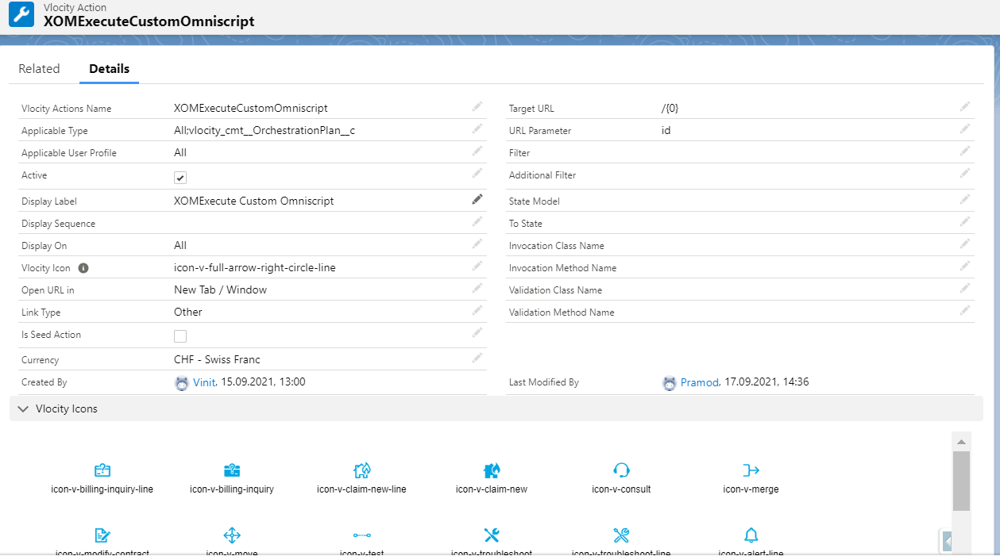 Vlocity Action
XOMExecuteCustomOmniscript
Related Details
Vlocity Actions Name XOMExecuteCustomOmniscript Target URL /{0}
Applicable Type All;vlocity_cmt__OrchestrationPlan__c URL Parameter id
Applicable User Profile All Filter
Active Additional Filter
Display Label XOMExecute Custom Omniscript State Model
Display Sequence To State
Display On All Invocation Class Name
Vlocity Icon icon-v-full-arrow-right-circle-line Invocation Method Name
Open URL in New Tab / Window Validation Class Name
Link Type Other Validation Method Name
Is Seed Action
Currency CHF - Swiss Franc
Created By Vinit, 15.09.2021, 13:00 Last Modified By Pramod, 17.09.2021, 14:36
Vlocity Icons
icon-v-billing-inquiry-line icon-v-billing-inquiry icon-v-claim-new-line icon-v-claim-new icon-v-consult icon-v-merge
icon-v-modify-contract icon-v-move icon-v-test icon-v-troubleshoot icon-v-troubleshoot-line icon-v-alert-line